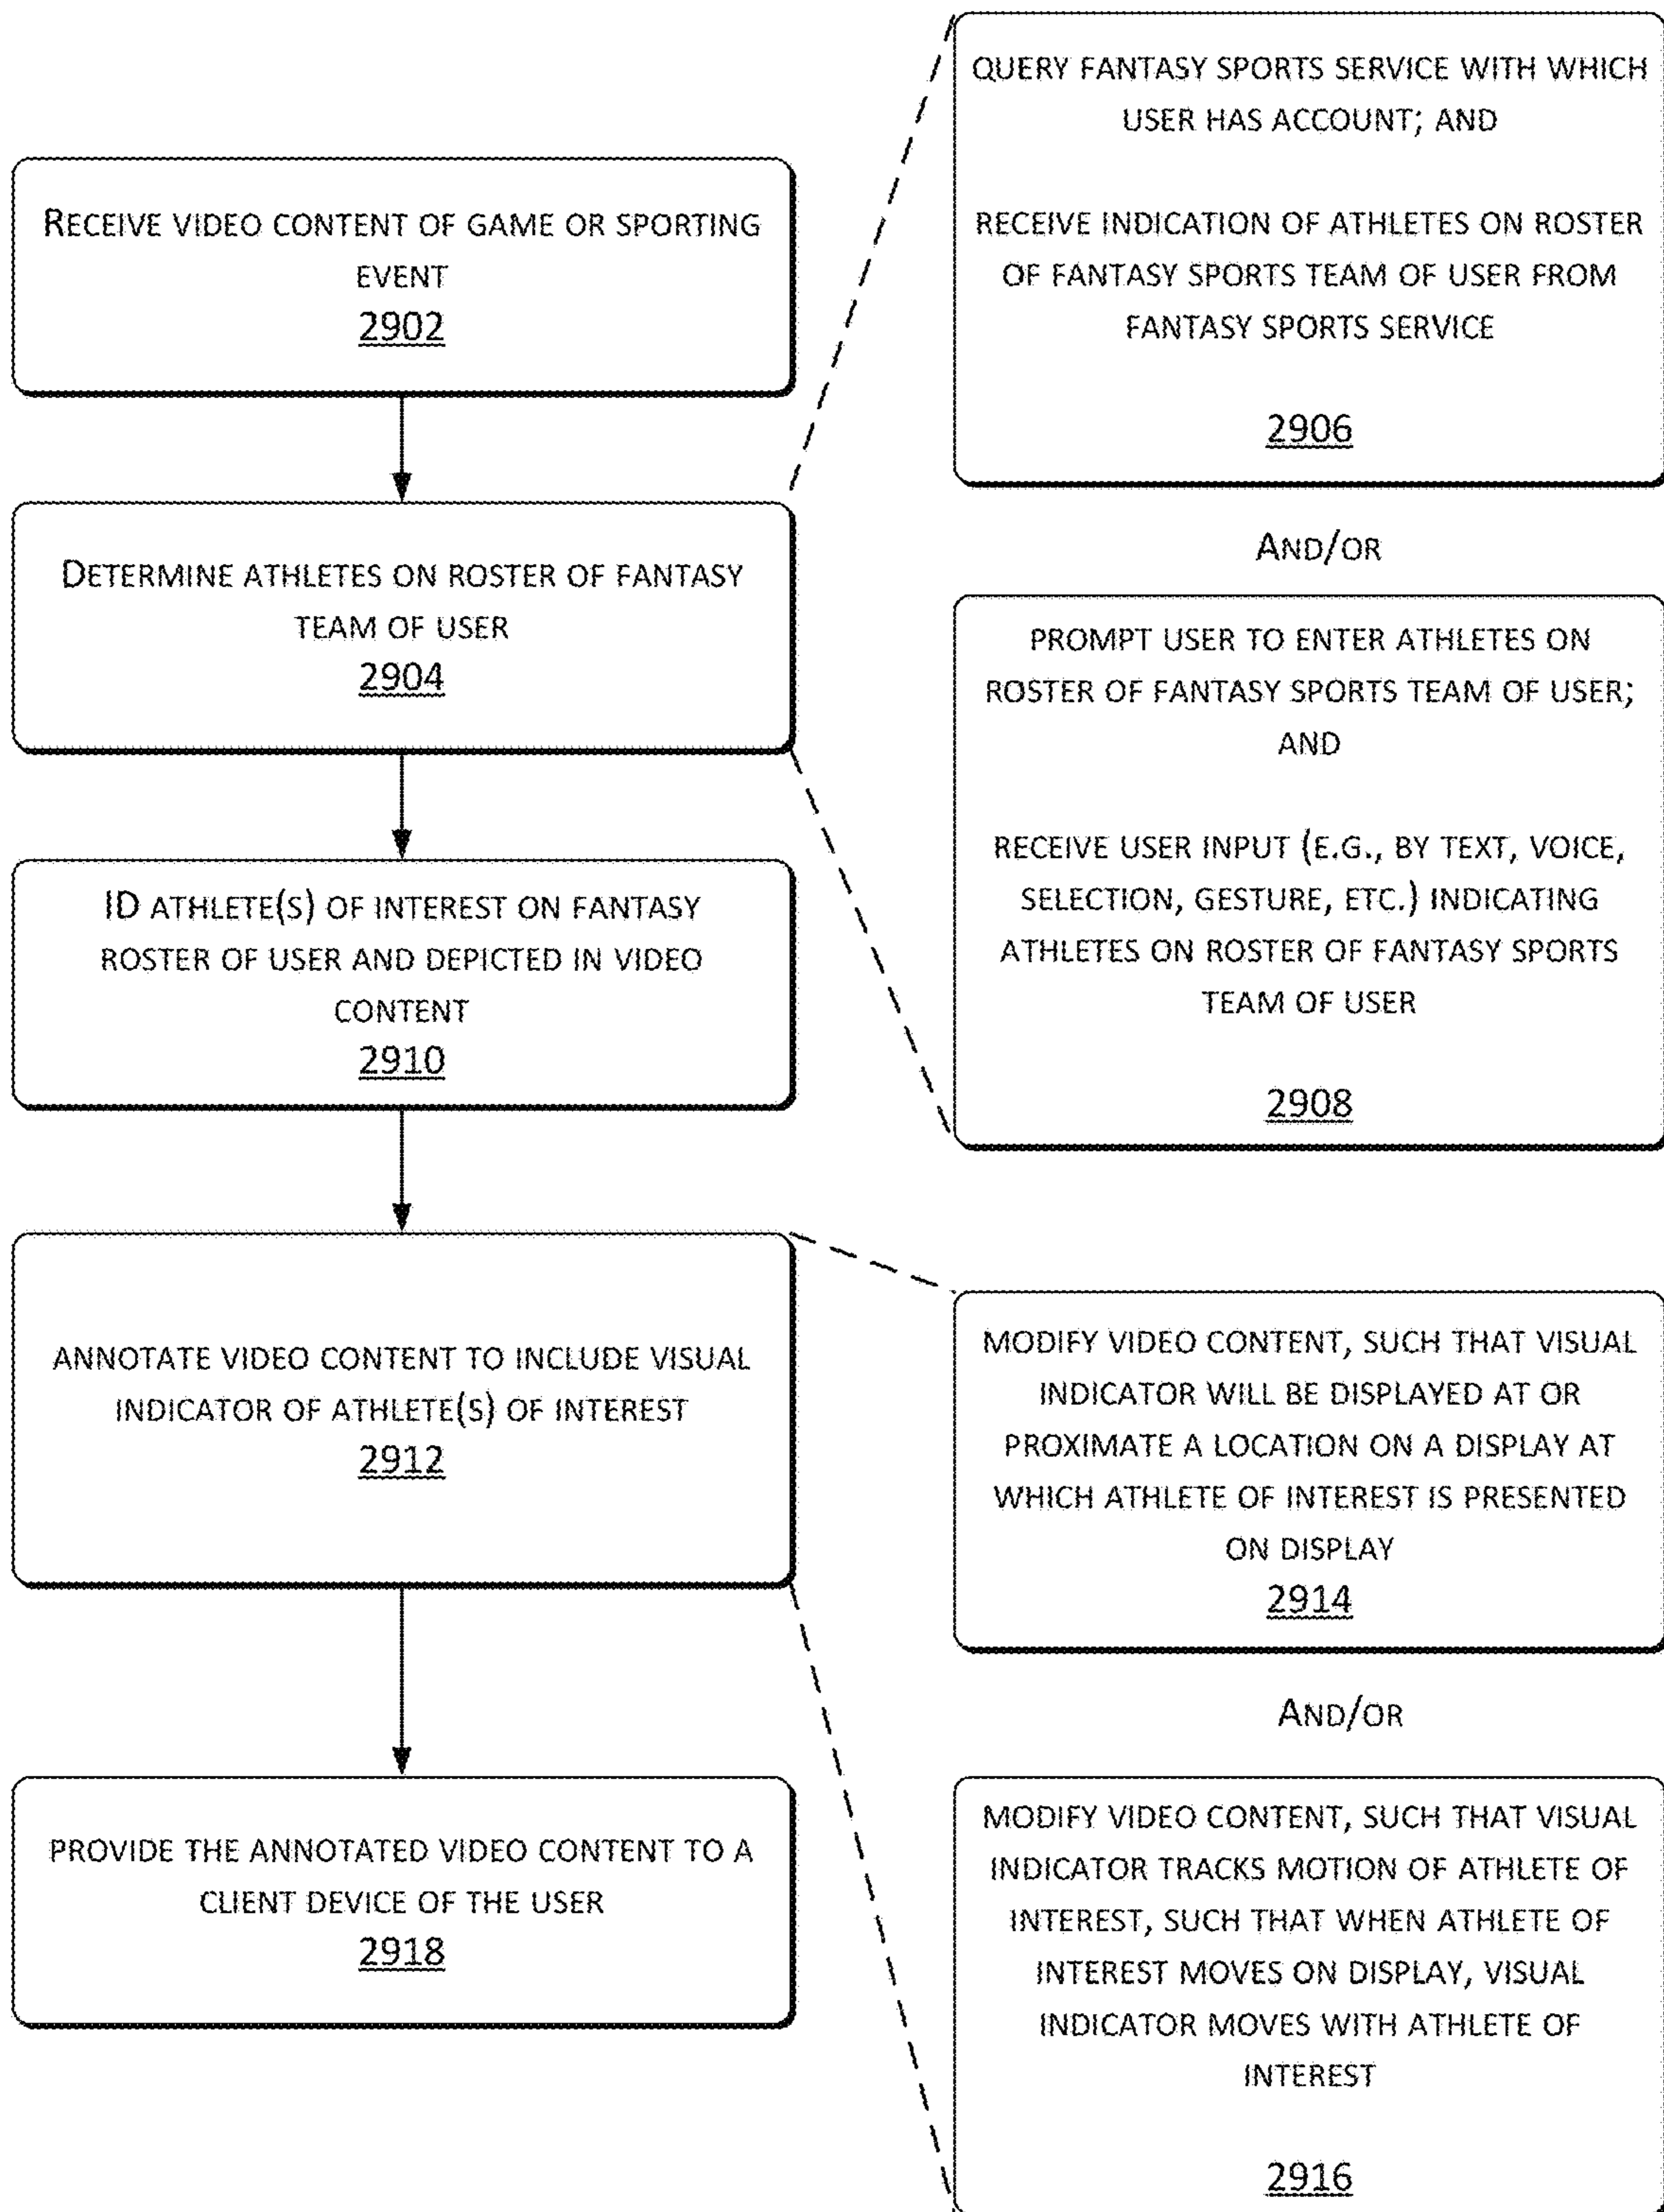 RECEIVE VIDEO CONTENT OF GAME OR SPORTING
EVENT
2902
DETERMINE ATHLETES ON ROSTER OF FANTASY
TEAM OF USER
2904
QUERY FANTASY SPORTS SERVICE WITH WHICH
USER HAS ACCOUNT; AND
RECEIVE INDICATION OF ATHLETES ON ROSTER
OF FANTASY SPORTS TEAM OF USER FROM
FANTASY SPORTS SERVICE
2906
AND/OR
PROMPT USER TO ENTER ATHLETES ON
ROSTER OF FANTASY SPORTS TEAM OF USER;
AND
RECEIVE USER INPUT (E.G., BY TEXT, VOICE,
SELECTION, GESTURE, ETC.) INDICATING
ATHLETES ON ROSTER OF FANTASY SPORTS
TEAM OF USER
2908
ID ATHLETE(S) OF INTEREST ON FANTASY
ROSTER OF USER AND DEPICTED IN VIDEO
CONTENT
2910
ANNOTATE VIDEO CONTENT TO INCLUDE VISUAL
INDICATOR OF ATHLETE(S) OF INTEREST
2912
MODIFY VIDEO CONTENT, SUCH THAT VISUAL
INDICATOR WILL BE DISPLAYED AT OR
PROXIMATE A LOCATION ON A DISPLAY AT
WHICH ATHLETE OF INTEREST IS PRESENTED
ON DISPLAY
2914
AND/OR
MODIFY VIDEO CONTENT, SUCH THAT VISUAL
INDICATOR TRACKS MOTION OF ATHLETE OF
INTEREST, SUCH THAT WHEN ATHLETE OF
INTEREST MOVES ON DISPLAY, VISUAL
INDICATOR MOVES WITH ATHLETE OF
INTEREST
2916
PROVIDE THE ANNOTATED VIDEO CONTENT TO A
CLIENT DEVICE OF THE USER
2918